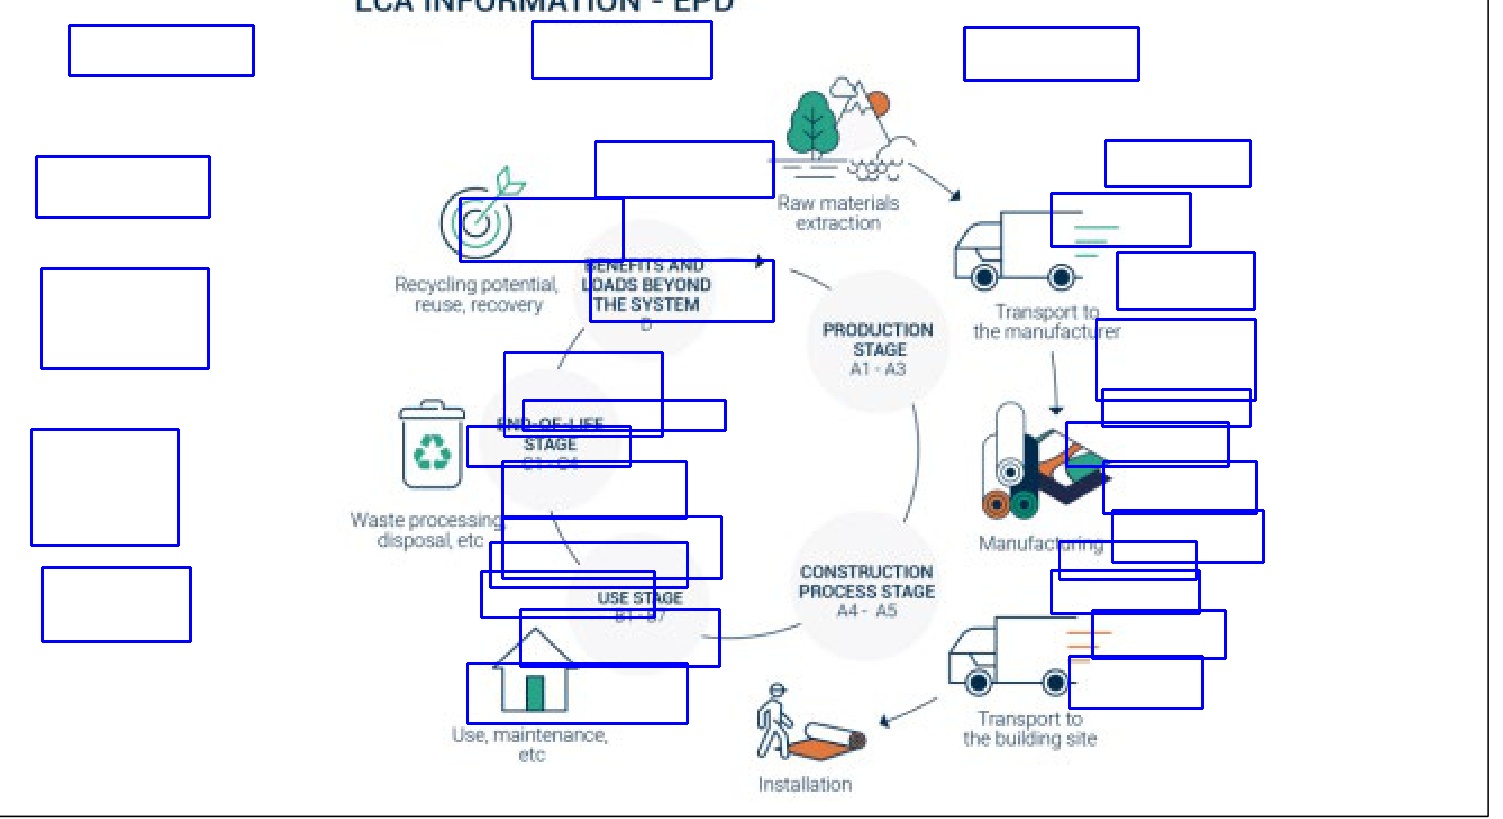 LCA INFORMATION - EPD
Raw materials
extraction
Recycling potential,
reuse, recovery
BENEFITS AND
LOADS BEYOND
THE SYSTEM
D
PRODUCTION
STAGE
A1 - A3
Transport to
the manufacturer
END-OF-LIFE
STAGE
C1 - C4
Waste processing,
disposal, etc
Manufacturing
CONSTRUCTION
PROCESS STAGE
A4 - A5
USE STAGE
B1 - B7
Use, maintenance,
etc
Transport to
the building site
Installation